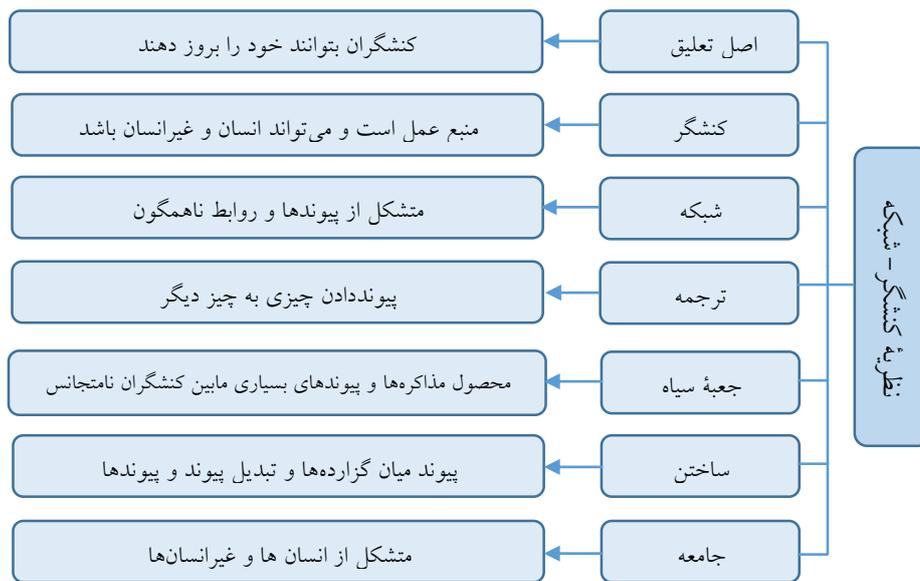 نظریهٔ کنشگر – شبکه
اصل تعلیق
کنشگران بتوانند خود را بروز دهند
کنشگر
منبع عمل است و می‌تواند انسان و غیرانسان باشد
شبکه
متشکل از پیوندها و روابط ناهمگون
ترجمه
پیونددادن چیزی به چیز دیگر
جعبهٔ سیاه
محصول مذاکره‌ها و پیوندهای بسیاری مابین کنشگران نامتجانس
ساختن
پیوند میان گزارده‌ها و تبدیل پیوند و پیوندها
جامعه
متشکل از انسان ها و غیرانسان‌ها